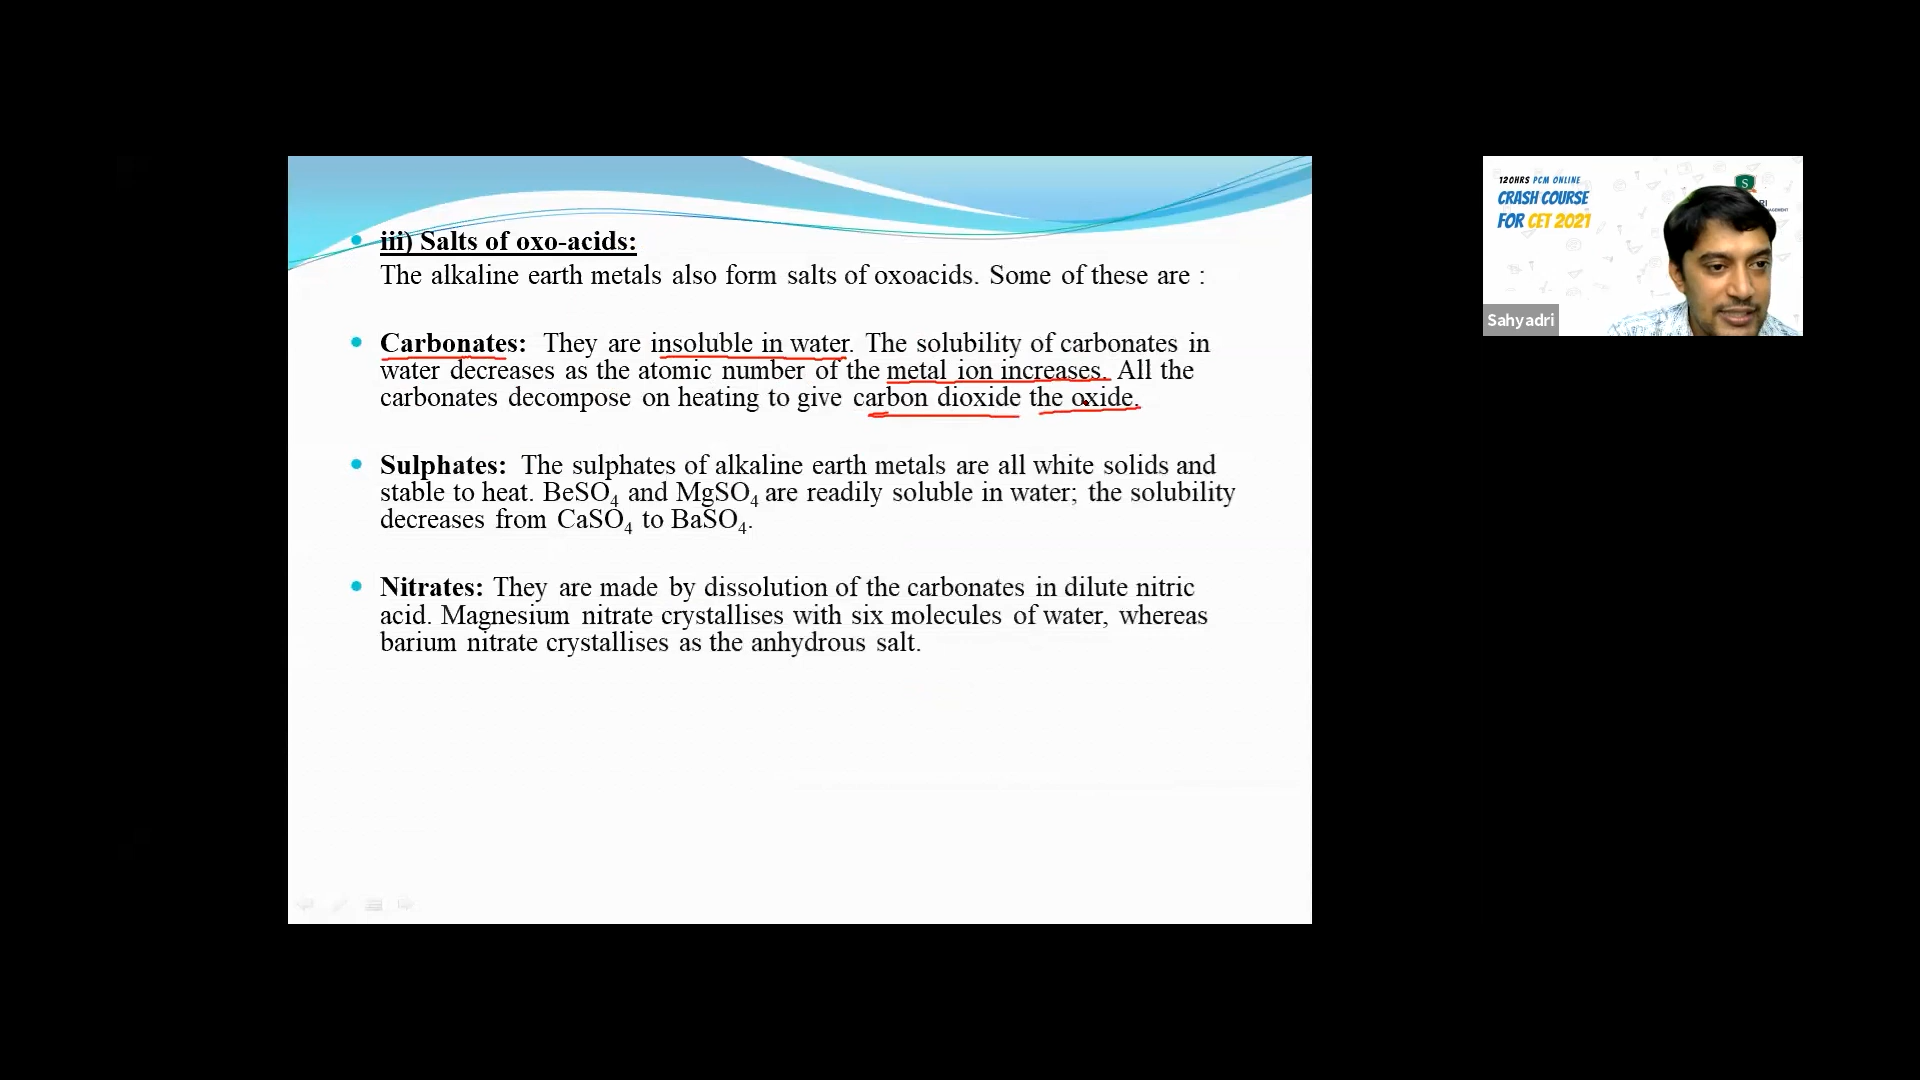 iii) Salts of oxo-acids:
The alkaline earth metals also form salts of oxoacids. Some of these are :
Carbonates: They are insoluble in water. The solubility of carbonates in
water decreases as the atomic number of the metal ion increases. All the
carbonates decompose on heating to give carbon dioxide the oxide.
Sulphates: The sulphates of alkaline earth metals are all white solids and
stable to heat. BeSO₄ and MgSO₄ are readily soluble in water; the solubility
decreases from CaSO₄ to BaSO₄.
Nitrates: They are made by dissolution of the carbonates in dilute nitric
acid. Magnesium nitrate crystallises with six molecules of water, whereas
barium nitrate crystallises as the anhydrous salt.
120HRS PCM ONLINE
CRASH COURSE
FOR CET 2021
S
Sahyadri